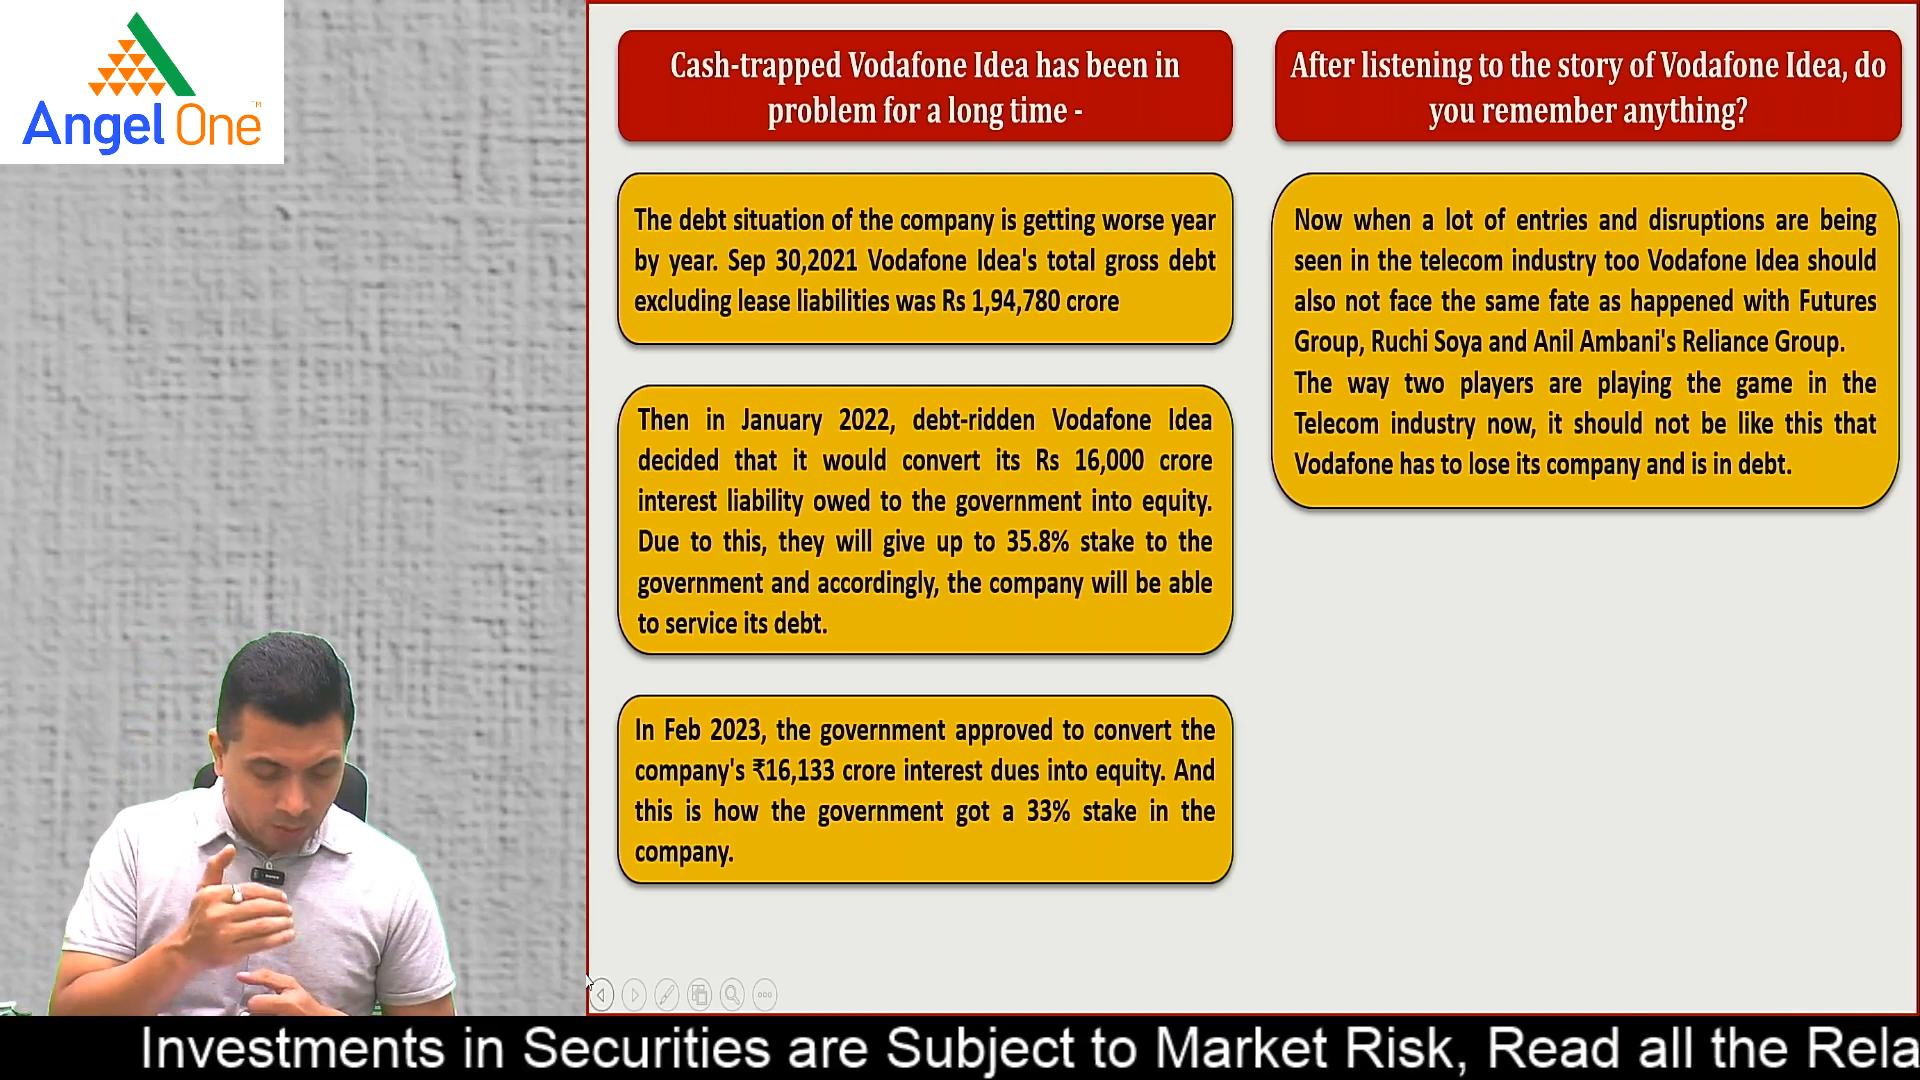 Angel One
TM
Cash-trapped Vodafone Idea has been in
problem for a long time -
The debt situation of the company is getting worse year
by year. Sep 30,2021 Vodafone Idea's total gross debt
excluding lease liabilities was Rs 1,94,780 crore
Then in January 2022, debt-ridden Vodafone Idea
decided that it would convert its Rs 16,000 crore
interest liability owed to the government into equity.
Due to this, they will give up to 35.8% stake to the
government and accordingly, the company will be able
to service its debt.
In Feb 2023, the government approved to convert the
company's ₹16,133 crore interest dues into equity. And
this is how the government got a 33% stake in the
company.
After listening to the story of Vodafone Idea, do
you remember anything?
Now when a lot of entries and disruptions are being
seen in the telecom industry too Vodafone Idea should
also not face the same fate as happened with Futures
Group, Ruchi Soya and Anil Ambani's Reliance Group.
The way two players are playing the game in the
Telecom industry now, it should not be like this that
Vodafone has to lose its company and is in debt.
Investments in Securities are Subject to Market Risk, Read all the Rela